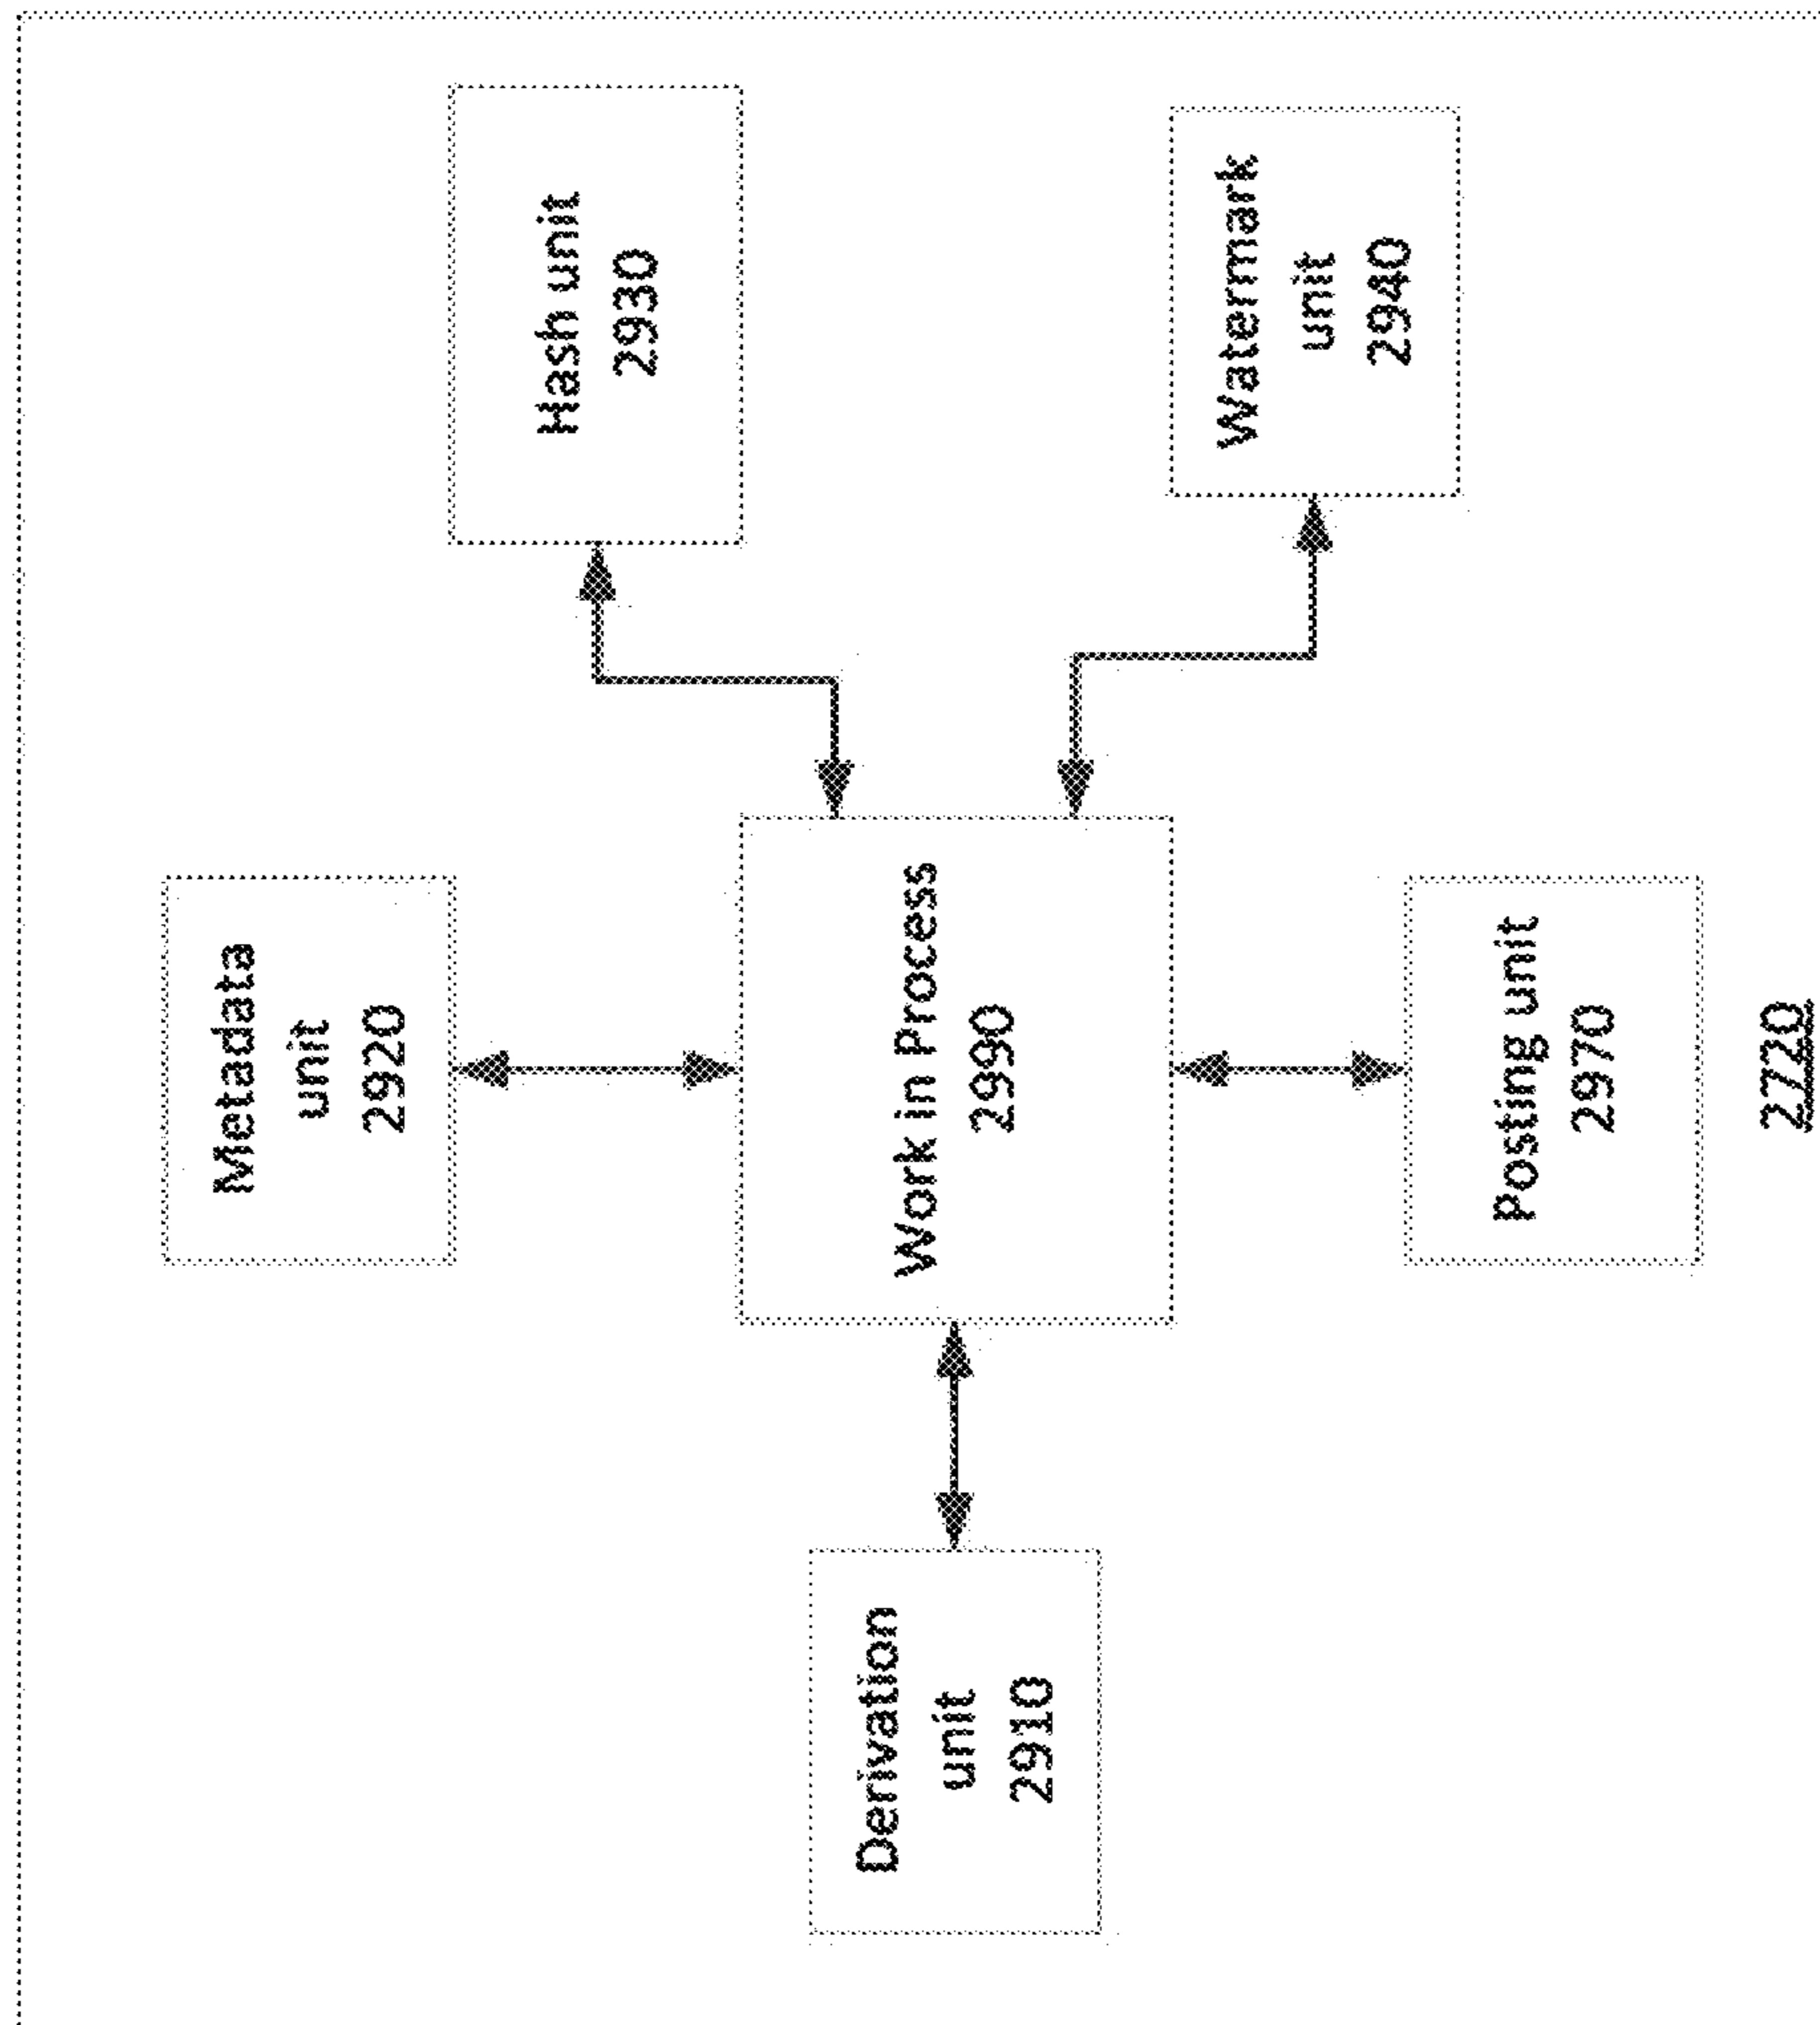 Metadata
unit
2920
Hash unit
2930
Derivation
unit
2910
Work in Process
2990
Watermark
unit
2940
Posting unit
2970
2720